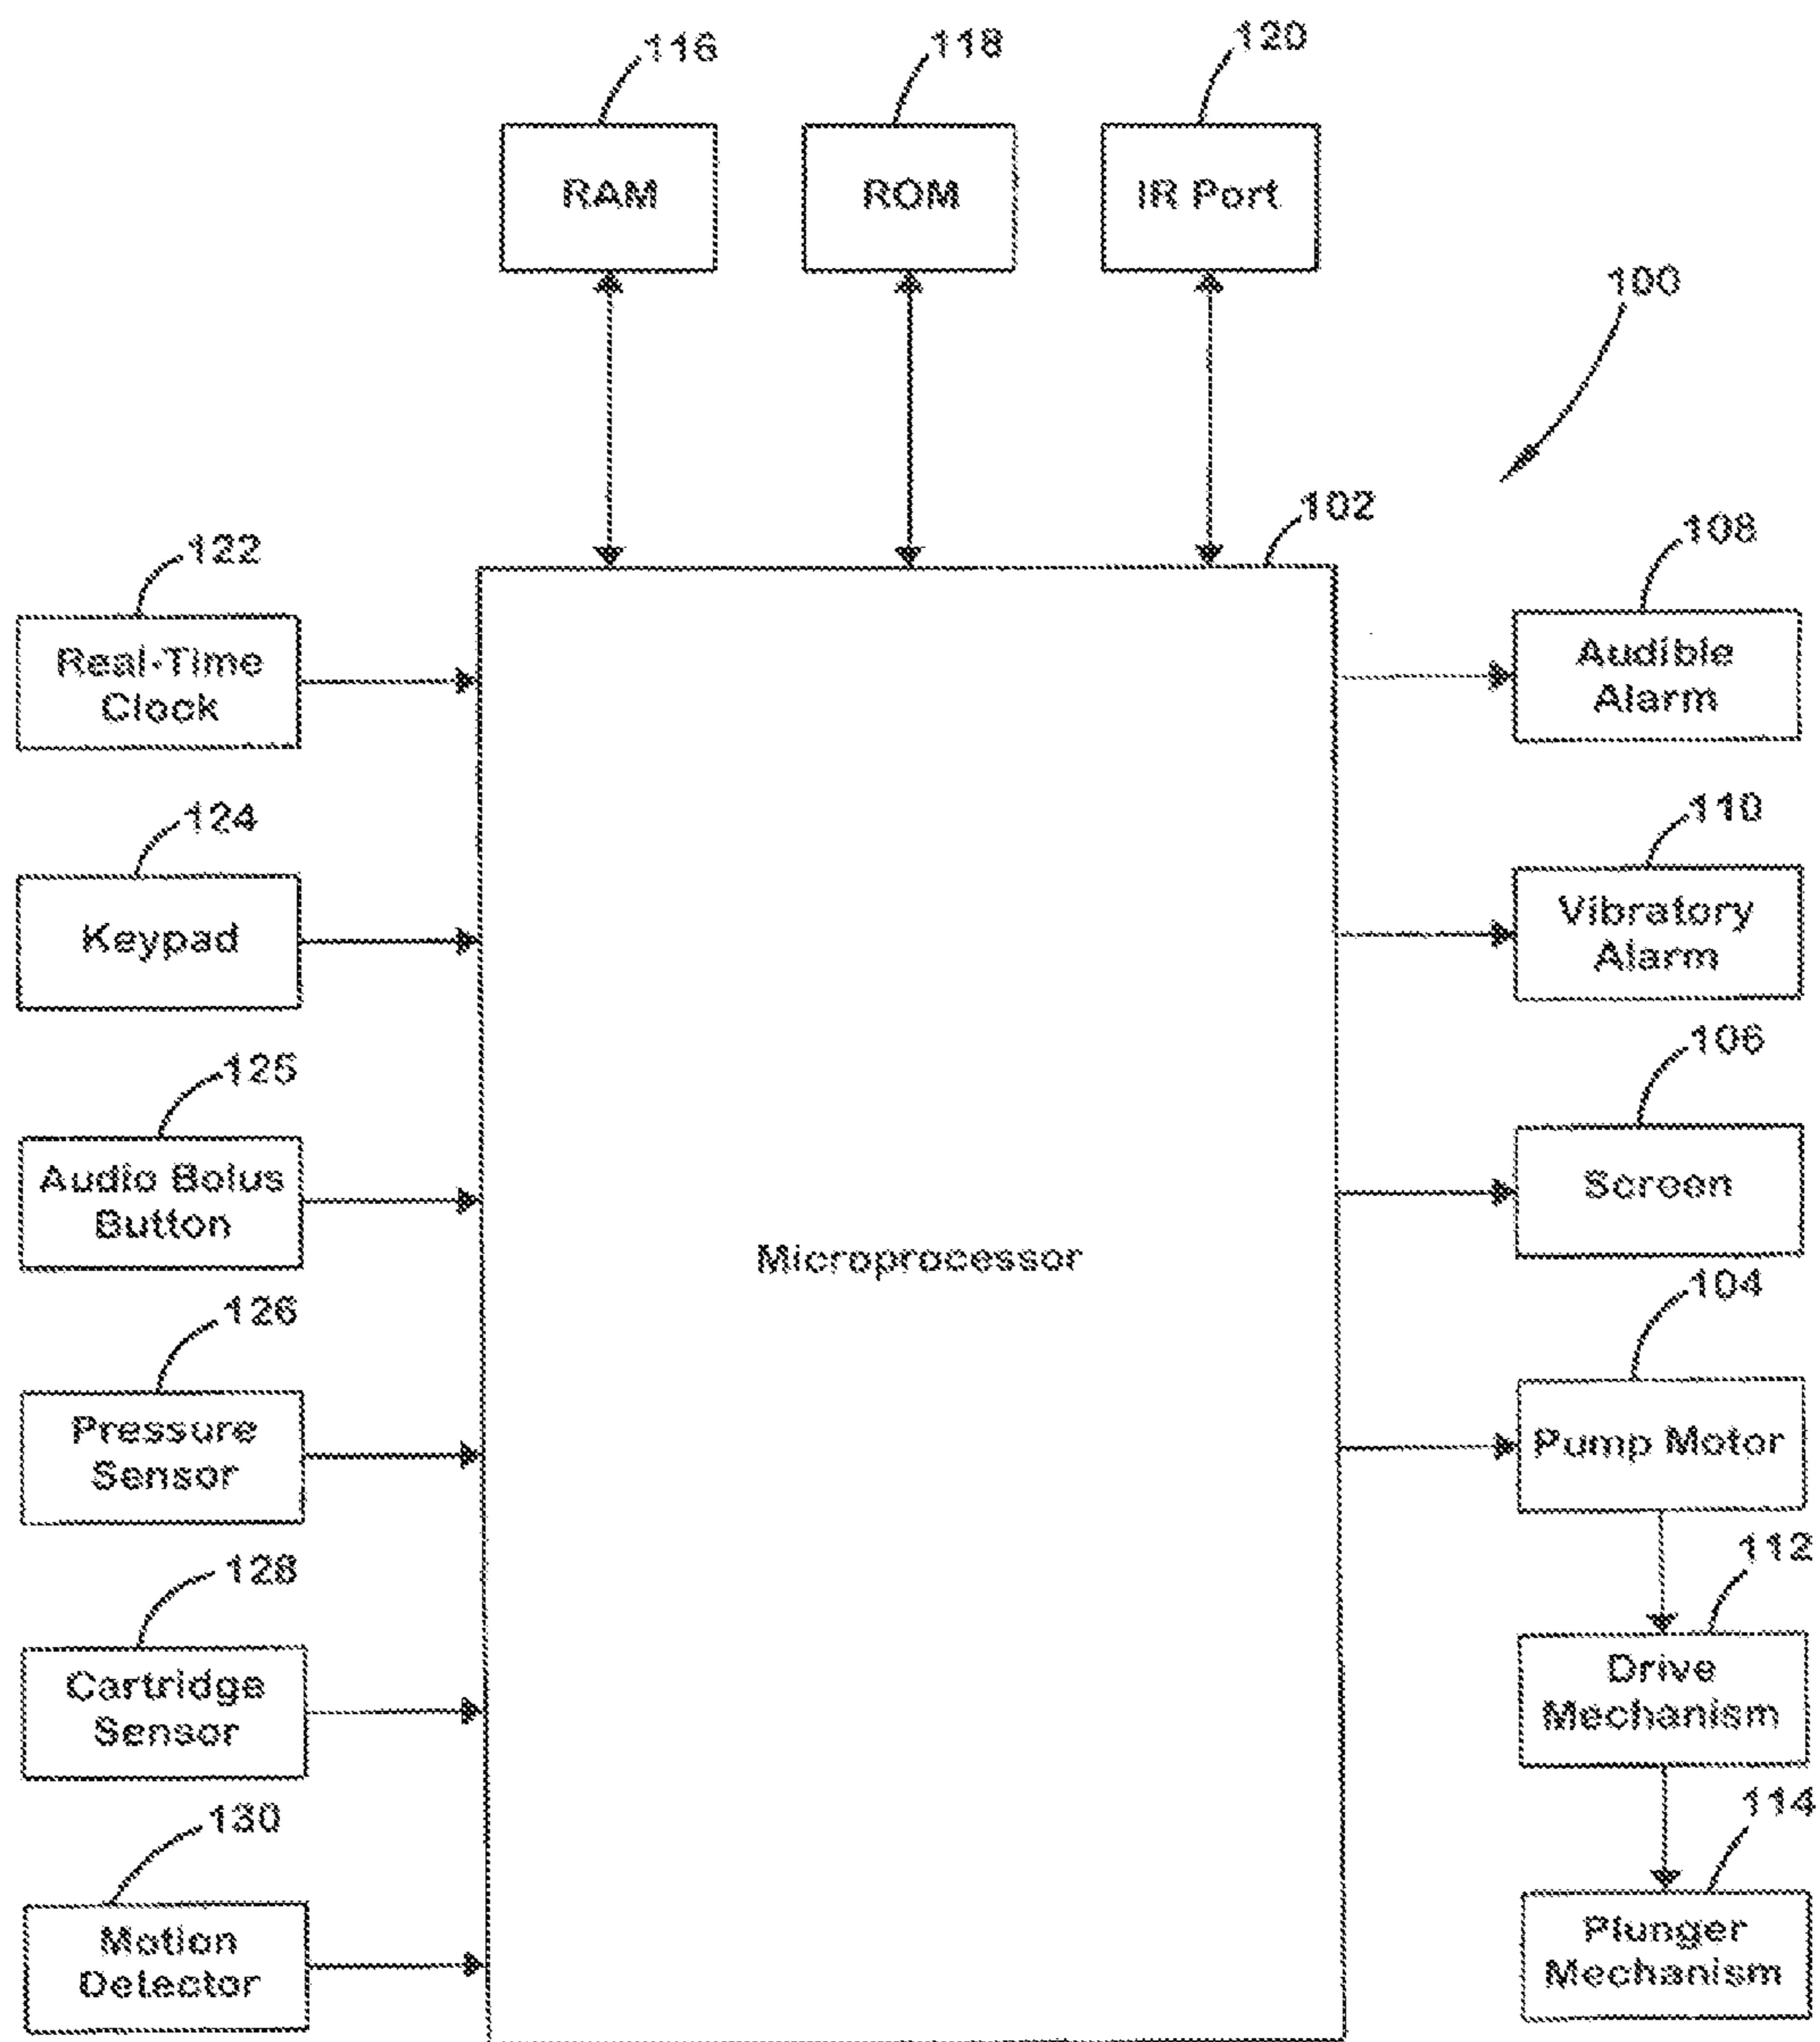 116
118
120
RAM
ROM
IR Port
100
102
122
108
Real-Time
Clock
Audible
Alarm
124
110
Keypad
Vibratory
Alarm
125
106
Audio Bolus
Button
Screen
Microprocessor
126
104
Pressure
Sensor
Pump Motor
128
112
Cartridge
Sensor
Drive
Mechanism
130
114
Motion
Detector
Plunger
Mechanism